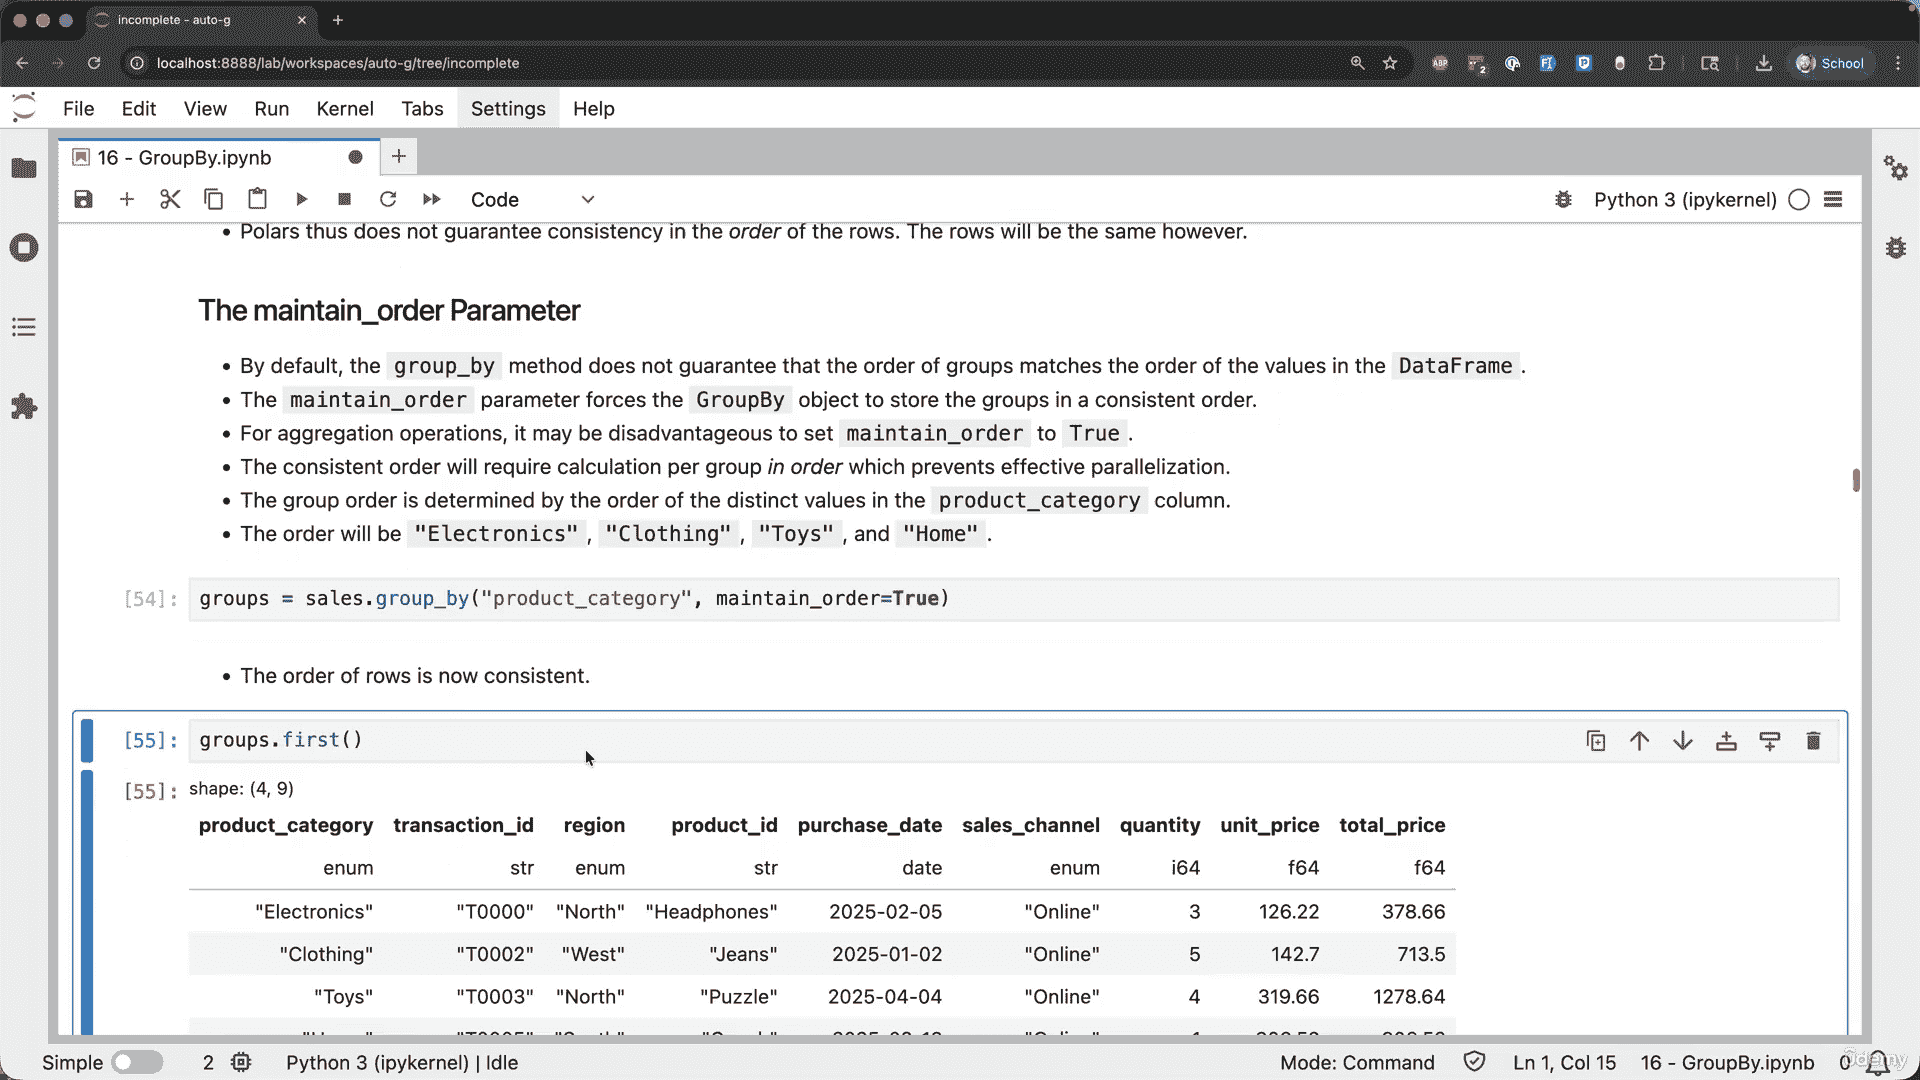 incomplete - auto-g
localhost:8888/lab/workspaces/auto-g/tree/incomplete
ABP
2
School
File Edit View Run Kernel Tabs Settings Help
16 - GroupBy.ipynb
Code
Python 3 (ipykernel)
• Polars thus does not guarantee consistency in the order of the rows. The rows will be the same however.
The maintain_order Parameter
• By default, the group_by method does not guarantee that the order of groups matches the order of the values in the DataFrame .
• The maintain_order parameter forces the GroupBy object to store the groups in a consistent order.
• For aggregation operations, it may be disadvantageous to set maintain_order to True .
• The consistent order will require calculation per group in order which prevents effective parallelization.
• The group order is determined by the order of the distinct values in the product_category column.
• The order will be "Electronics" , "Clothing" , "Toys" , and "Home" .
[54]: groups = sales.group_by("product_category", maintain_order=True)
• The order of rows is now consistent.
[55]: groups.first()
[55]: shape: (4, 9)
product_category transaction_id region product_id purchase_date sales_channel quantity unit_price total_price
enum str enum str date enum i64 f64 f64
"Electronics" "T0000" "North" "Headphones" 2025-02-05 "Online" 3 126.22 378.66
"Clothing" "T0002" "West" "Jeans" 2025-01-02 "Online" 5 142.7 713.5
"Toys" "T0003" "North" "Puzzle" 2025-04-04 "Online" 4 319.66 1278.64
Simple 2 Python 3 (ipykernel) | Idle Mode: Command Ln 1, Col 15 16 - GroupBy.ipynb 0
udemy